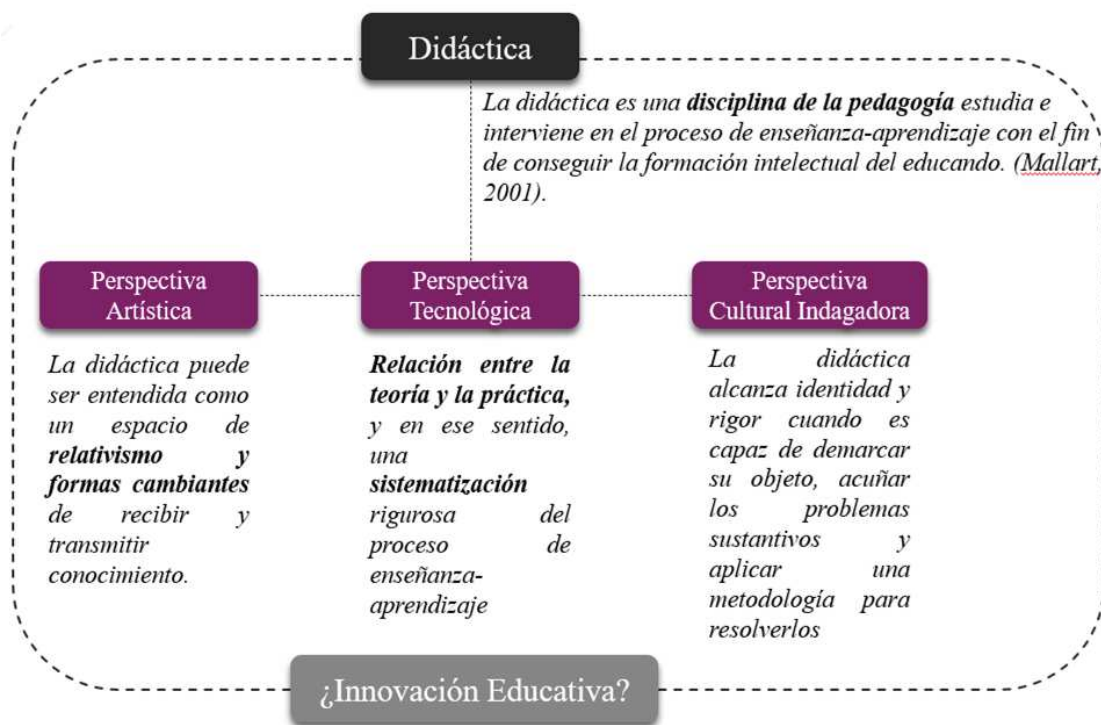 Didáctica
La didáctica es una disciplina de la pedagogía estudia e
interviene en el proceso de enseñanza-aprendizaje con el fin
de conseguir la formación intelectual del educando. (Mallart,
2001).
Perspectiva
Artística
La didáctica puede
ser entendida como
un espacio de
relativismo y
formas cambiantes
de recibir y
transmitir
conocimiento.
Perspectiva
Tecnológica
Relación entre la
teoría y la práctica,
y en ese sentido,
una
sistematización
rigurosa del
proceso de
enseñanza-
aprendizaje
Perspectiva
Cultural Indagadora
La didáctica
alcanza identidad y
rigor cuando es
capaz de demarcar
su objeto, acuñar
los problemas
sustantivos y
aplicar una
metodología para
resolverlos
¿Innovación Educativa?